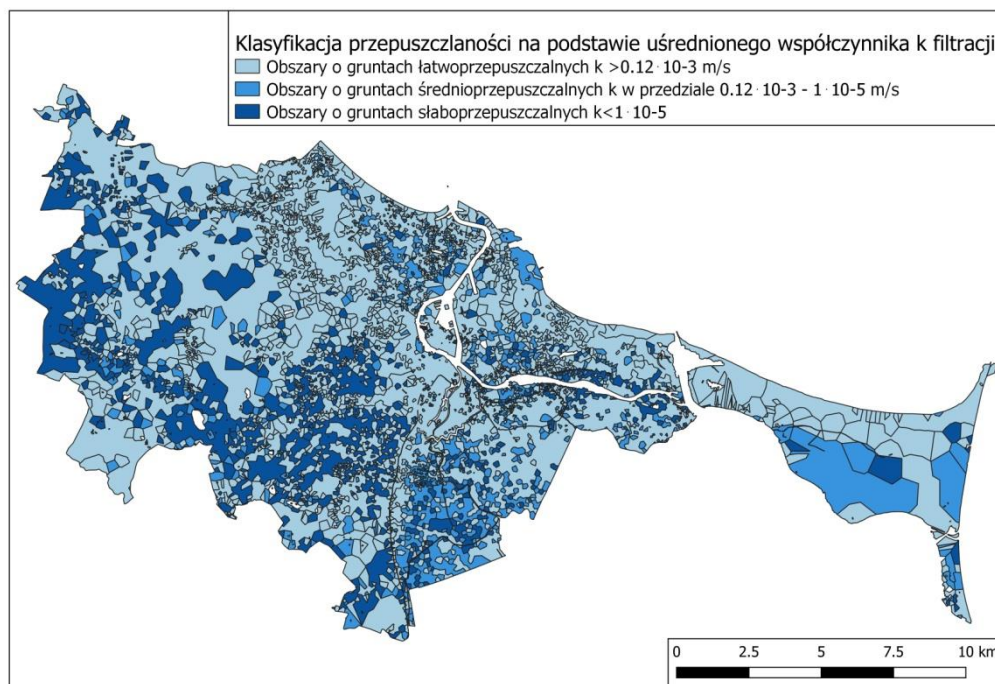 Klasyfikacja przepuszczlaności na podstawie uśrednionego współczynnika k filtracji
Obszary o gruntach łatwoprzepuszczalnych k >0.12 · 10-3 m/s
Obszary o gruntach średnioprzepuszczalnych k w przedziale 0.12 · 10-3 - 1 · 10-5 m/s
Obszary o gruntach słaboprzepuszczalnych k<1 · 10-5
0 2.5 5 7.5 10 km